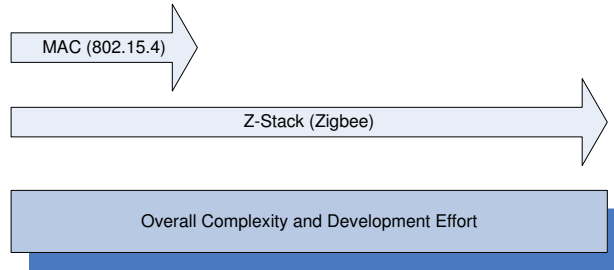 MAC (802.15.4)
Z-Stack (Zigbee)
Overall Complexity and Development Effort